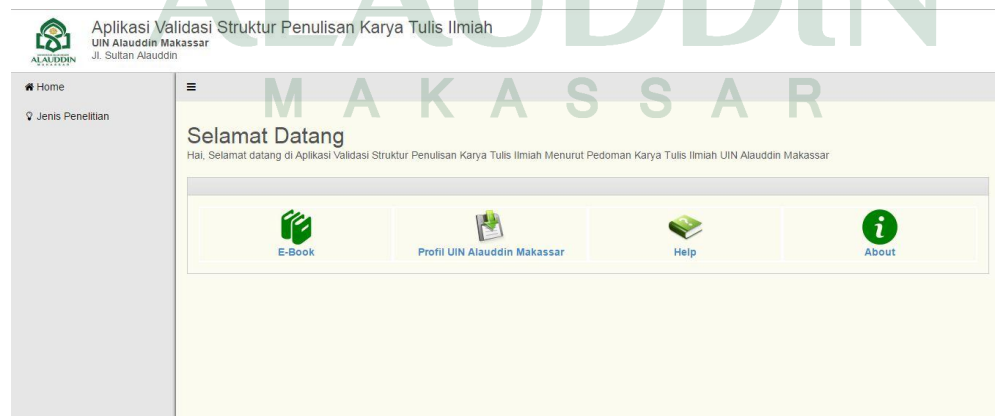 ALAUDDIN
MAKASSAR
ALAUDDIN
Aplikasi Validasi Struktur Penulisan Karya Tulis Ilmiah
UIN Alauddin Makassar
Jl. Sultan Alauddin
Home
Jenis Penelitian
Selamat Datang
Hai, Selamat datang di Aplikasi Validasi Struktur Penulisan Karya Tulis Ilmiah Menurut Pedoman Karya Tulis Ilmiah UIN Alauddin Makassar
E-Book
Profil UIN Alauddin Makassar
Help
About